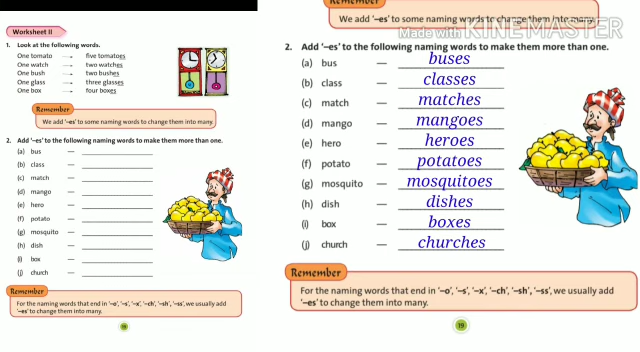 Worksheet II
1. Look at the following words.
One tomato → five tomatoes
One watch → two watches
One bush → two bushes
One glass → three glasses
One box → four boxes
Remember
We add '–es' to some naming words to change them into many.
2. Add '–es' to the following naming words to make them more than one.
(a) bus —
(b) class —
(c) match —
(d) mango —
(e) hero —
(f) potato —
(g) mosquito —
(h) dish —
(i) box —
(j) church —
Remember
For the naming words that end in '–o', '–s', '–x', '–ch', '–sh', '–ss', we usually add
'–es' to change them into many.
19
Remember
We add '–es' to some naming words to change them into many.
Made with KINEMASTER
2. Add '–es' to the following naming words to make them more than one.
(a) bus — buses
(b) class — classes
(c) match — matches
(d) mango — mangoes
(e) hero — heroes
(f) potato — potatoes
(g) mosquito — mosquitoes
(h) dish — dishes
(i) box — boxes
(j) church — churches
Remember
For the naming words that end in '–o', '–s', '–x', '–ch', '–sh', '–ss', we usually add
'–es' to change them into many.
19